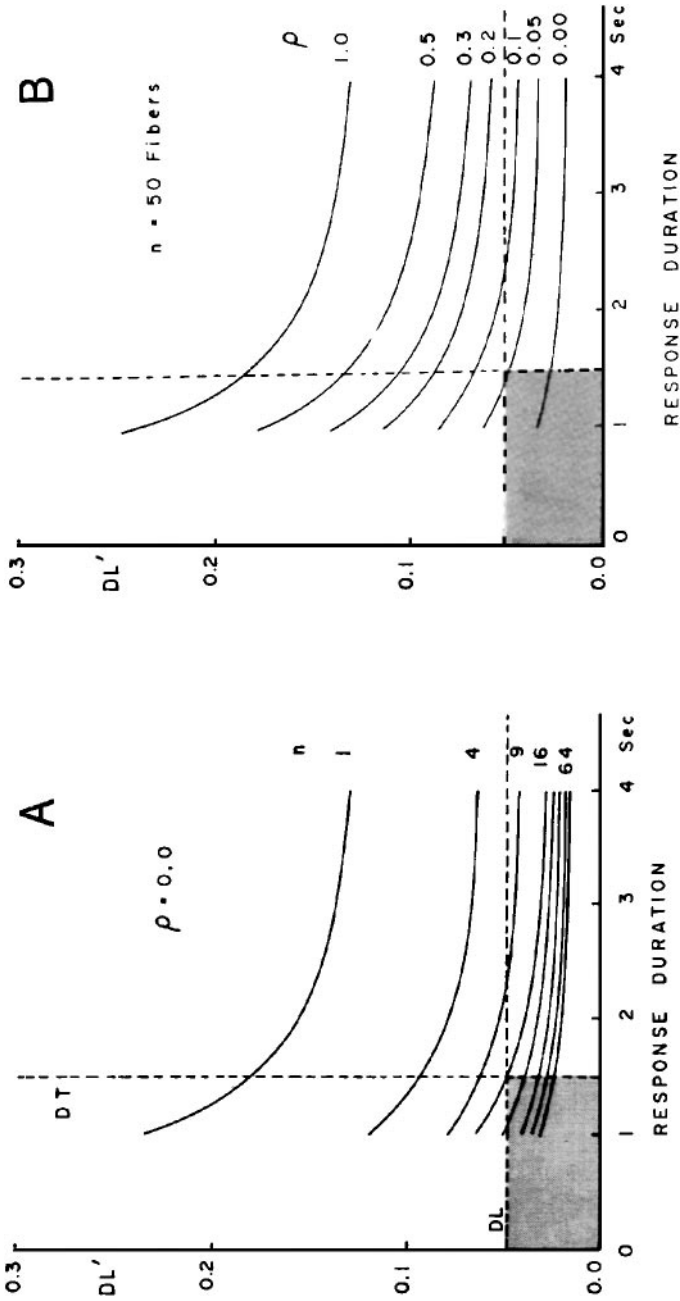 A
0.3
DL′
0.2
0.1
0.0
DT
ρ = 0.0
n
1
4
9
16
64
DL
0
1
2
3
4
Sec
RESPONSE DURATION
B
0.3
DL′
0.2
0.1
0.0
n = 50 Fibers
ρ
1.0
0.5
0.3
0.2
0.1
0.05
0.00
0
1
2
3
4
Sec
RESPONSE DURATION